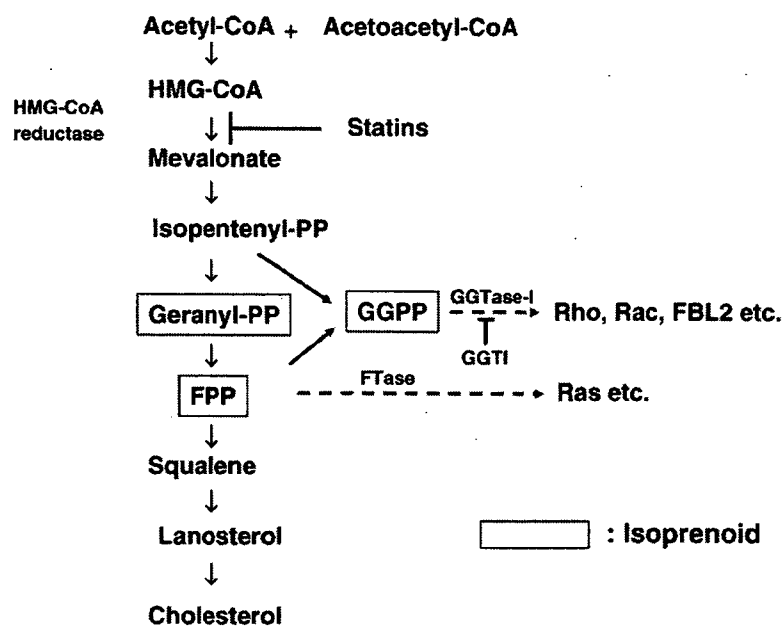 Acetyl-CoA + Acetoacetyl-CoA
HMG-CoA
HMG-CoA
reductase
Statins
Mevalonate
Isopentenyl-PP
Geranyl-PP
GGPP
GGTase-I
Rho, Rac, FBL2 etc.
GGTI
FPP
FTase
Ras etc.
Squalene
Lanosterol
: Isoprenoid
Cholesterol